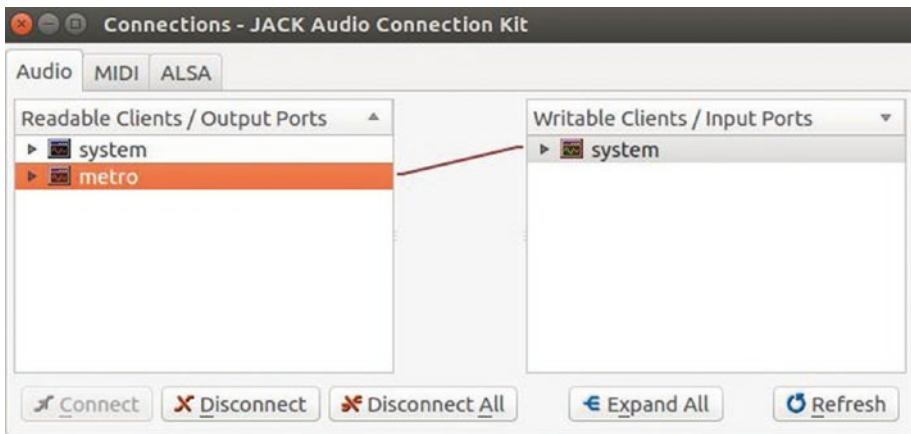 Connections - JACK Audio Connection Kit
Audio MIDI ALSA
Readable Clients / Output Ports
Writable Clients / Input Ports
system
system
metro
Connect Disconnect Disconnect All Expand All Refresh